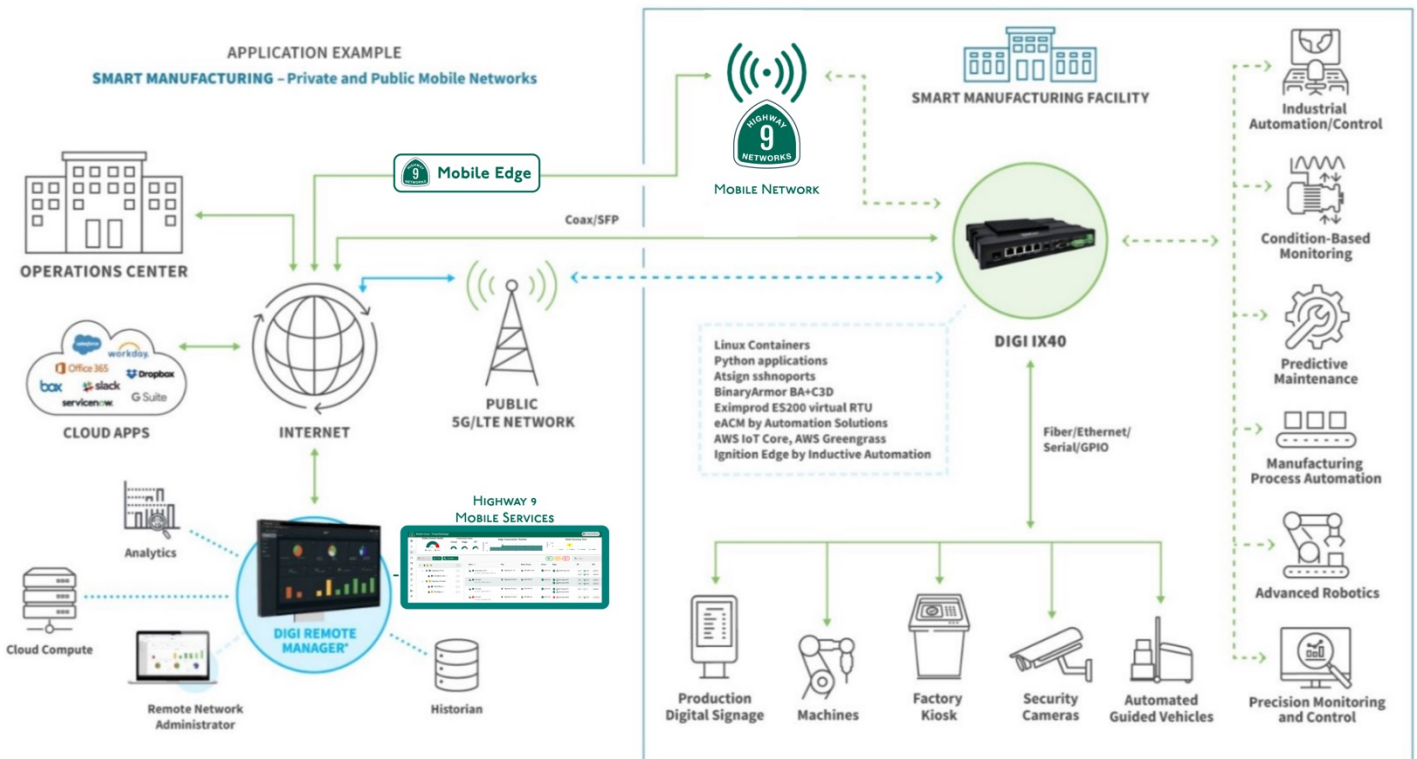 APPLICATION EXAMPLE
SMART MANUFACTURING – Private and Public Mobile Networks
OPERATIONS CENTER
HIGHWAY
9
NETWORKS
Mobile Edge
HIGHWAY
9
NETWORKS
MOBILE NETWORK
SMART MANUFACTURING FACILITY
Coax/SFP
salesforce
workday.
Office 365
Dropbox
box
slack
servicenow.
G Suite
CLOUD APPS
INTERNET
PUBLIC
5G/LTE NETWORK
Linux Containers
Python applications
Atsign sshnoports
BinaryArmor BA+C3D
Eximprod ES200 virtual RTU
eACM by Automation Solutions
AWS IoT Core, AWS Greengrass
Ignition Edge by Inductive Automation
DIGI IX40
Fiber/Ethernet/
Serial/GPIO
Industrial
Automation/Control
Condition-Based
Monitoring
Predictive
Maintenance
Manufacturing
Process Automation
Advanced Robotics
Precision Monitoring
and Control
Analytics
Cloud Compute
Remote Network
Administrator
DIGI REMOTE
MANAGER®
Historian
HIGHWAY 9
MOBILE SERVICES
Production
Digital Signage
Machines
Factory
Kiosk
Security
Cameras
Automated
Guided Vehicles